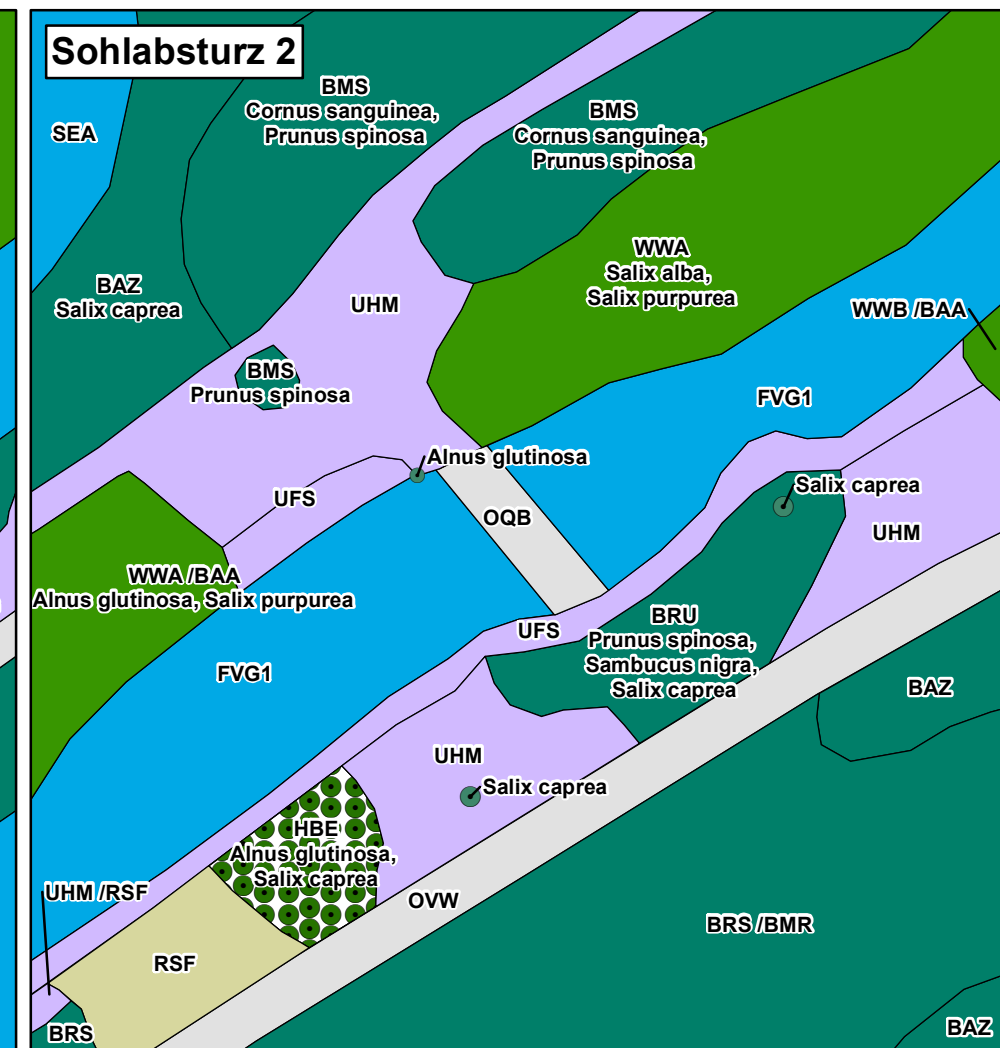 Sohlabsturz 2
BMS
Cornus sanguinea,
Prunus spinosa
BMS
Cornus sanguinea,
Prunus spinosa
SEA
WWA
Salix alba,
Salix purpurea
BAZ
Salix caprea
UHM
WWB /BAA
BMS
Prunus spinosa
FVG1
Alnus glutinosa
Salix caprea
UFS
OQB
UHM
WWA /BAA
Alnus glutinosa, Salix purpurea
UFS
BRU
Prunus spinosa,
Sambucus nigra,
Salix caprea
FVG1
BAZ
UHM
Salix caprea
HBE
Alnus glutinosa,
Salix caprea
UHM /RSF
OVW
BRS /BMR
RSF
BRS
BAZ